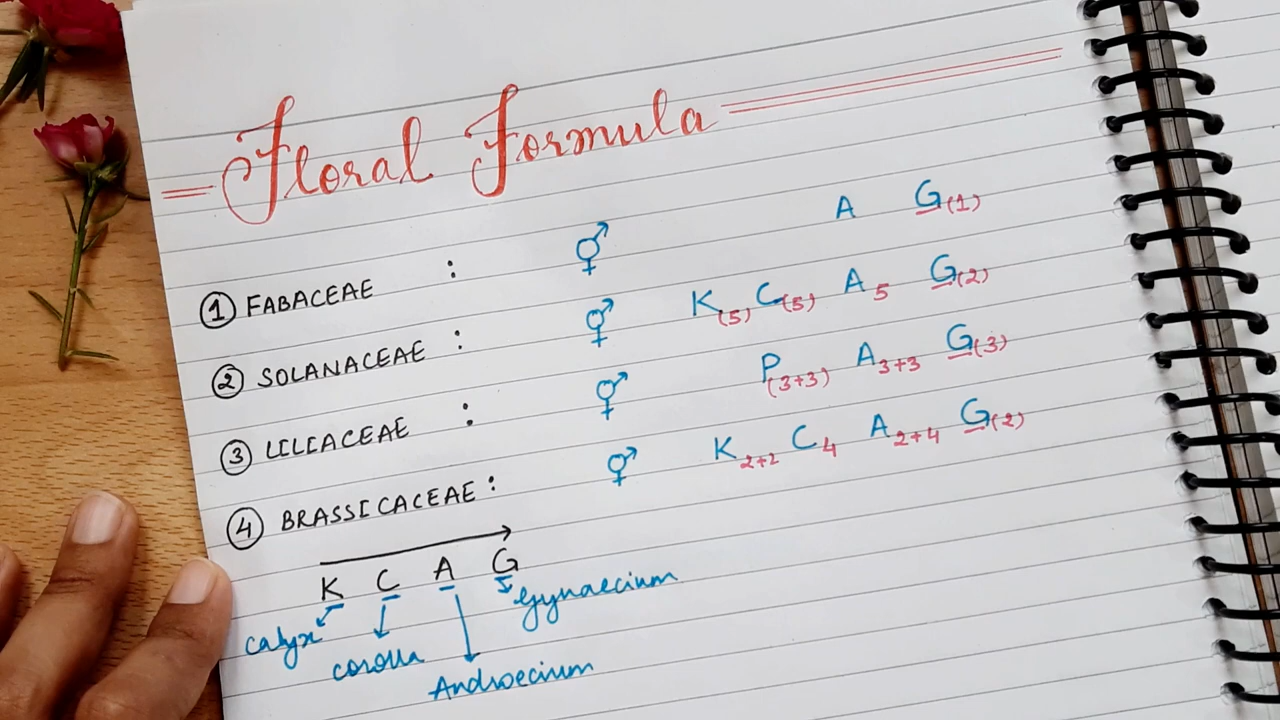 Floral Formula
① FABACEAE : ⚥ A G(1)
② SOLANACEAE : ⚥ K(5) C(5) A5 G(2)
③ LILIACEAE : ⚥ P(3+3) A3+3 G(3)
④ BRASSICACEAE : ⚥ K2+2 C4 A2+4 G(2)
K C A G
Gynaecium
calyx
corolla
Androecium